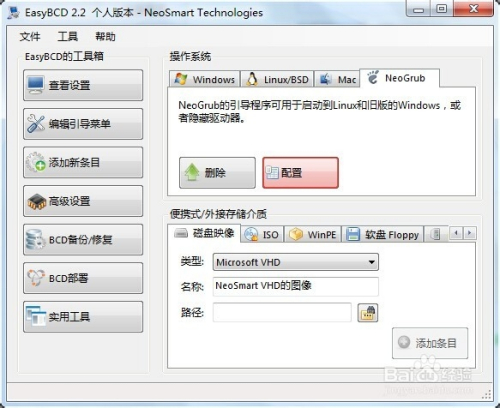 EasyBCD 2.2 个人版本 - NeoSmart Technologies
文件 工具 帮助
EasyBCD的工具箱
查看设置
编辑引导菜单
添加新条目
高级设置
BCD备份/修复
BCD部署
实用工具
操作系统
Windows Linux/BSD Mac NeoGrub
NeoGrub的引导程序可用于启动到Linux和旧版的Windows，或
者隐藏驱动器。
删除 配置
便携式/外接存储介质
磁盘映像 ISO WinPE 软盘 Floppy
类型: Microsoft VHD
名称: NeoSmart VHD的图像
路径:
添加条目
Baidu经验